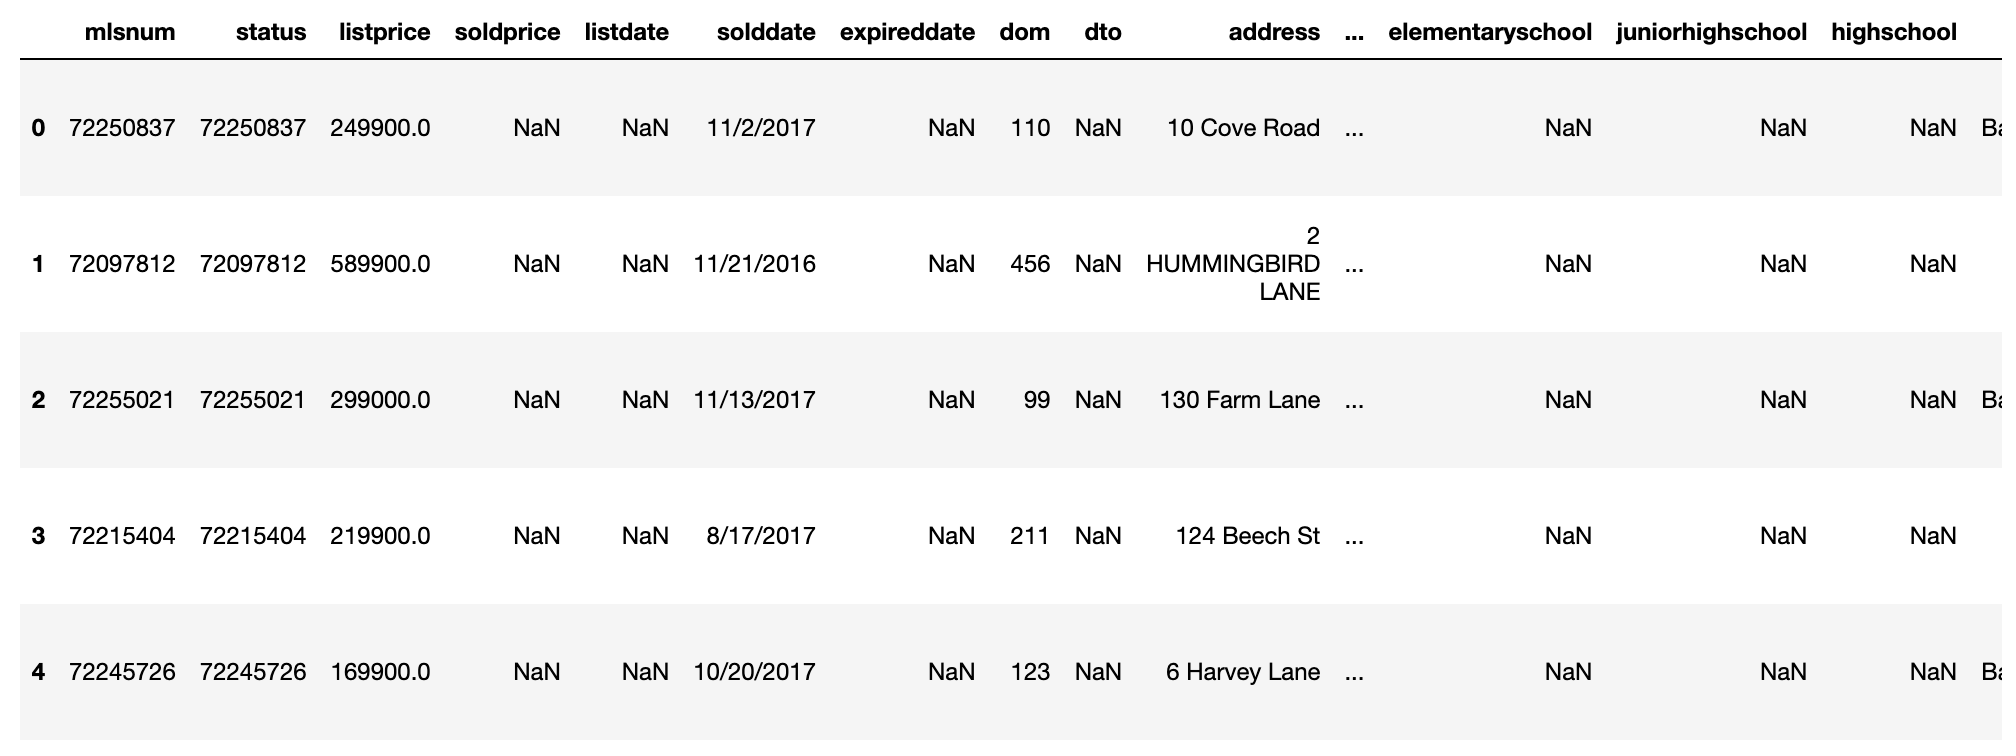 mlsnum status listprice soldprice listdate solddate expireddate dom dto address ... elementaryschool juniorhighschool highschool
0 72250837 72250837 249900.0 NaN NaN 11/2/2017 NaN 110 NaN 10 Cove Road ... NaN NaN NaN Ba
2
1 72097812 72097812 589900.0 NaN NaN 11/21/2016 NaN 456 NaN HUMMINGBIRD ... NaN NaN NaN
LANE
2 72255021 72255021 299000.0 NaN NaN 11/13/2017 NaN 99 NaN 130 Farm Lane ... NaN NaN NaN Ba
3 72215404 72215404 219900.0 NaN NaN 8/17/2017 NaN 211 NaN 124 Beech St ... NaN NaN NaN
4 72245726 72245726 169900.0 NaN NaN 10/20/2017 NaN 123 NaN 6 Harvey Lane ... NaN NaN NaN Ba